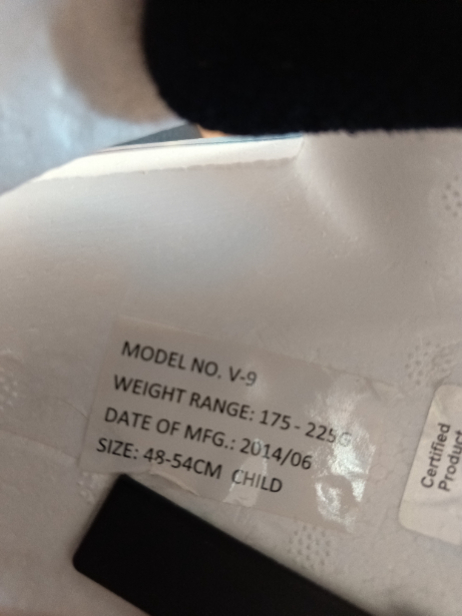 MODEL NO. V-9
WEIGHT RANGE: 175 - 225G
DATE OF MFG.: 2014/06
SIZE: 48-54CM CHILD
Certified
Product